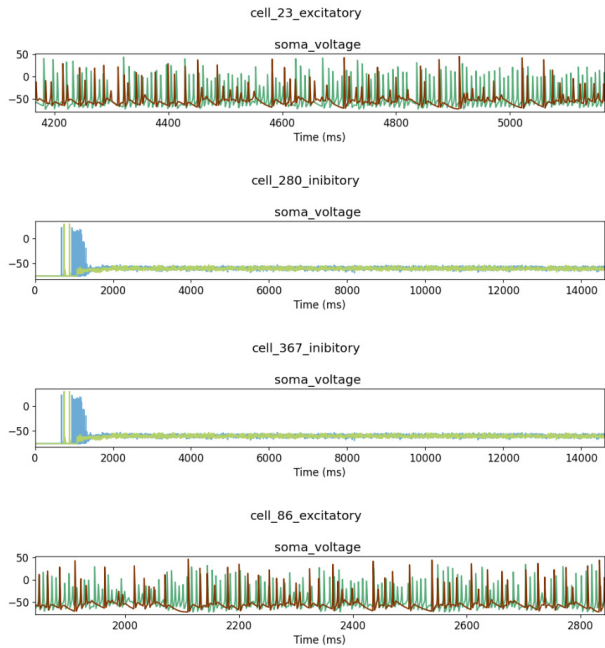 cell_23_excitatory
soma_voltage
50
0
−50
4200 4400 4600 4800 5000
Time (ms)
cell_280_inibitory
soma_voltage
0
−50
0 2000 4000 6000 8000 10000 12000 14000
Time (ms)
cell_367_inibitory
soma_voltage
0
−50
0 2000 4000 6000 8000 10000 12000 14000
Time (ms)
cell_86_excitatory
soma_voltage
50
0
−50
2000 2200 2400 2600 2800
Time (ms)